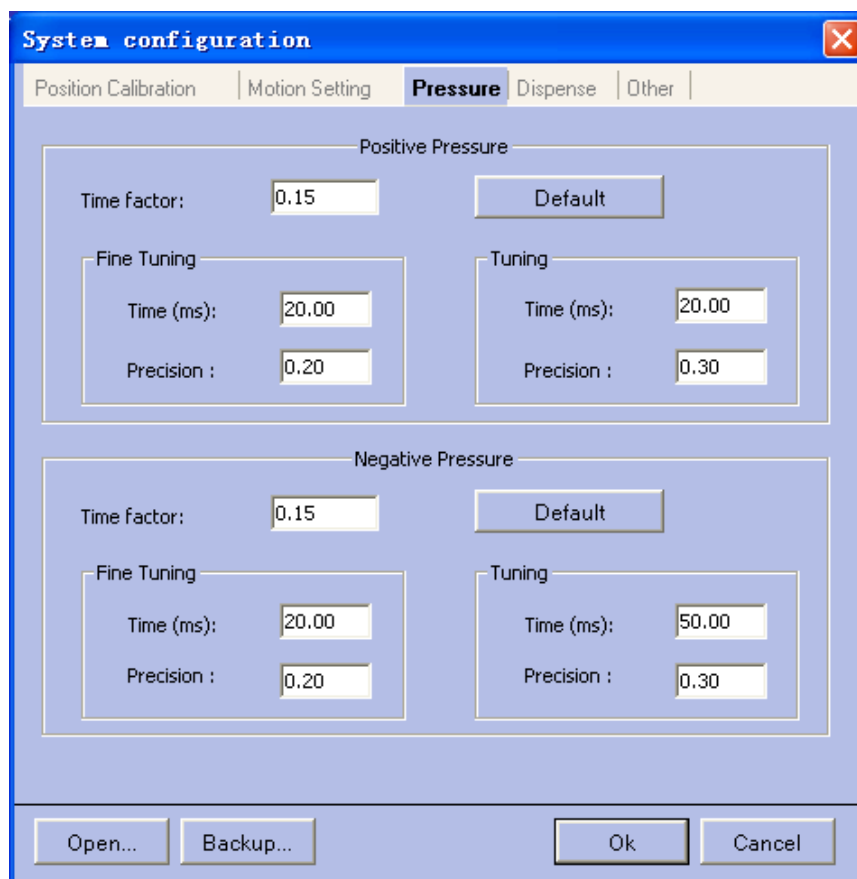 System configuration
Position Calibration Motion Setting Pressure Dispense Other
Positive Pressure
Time factor: 0.15 Default
Fine Tuning Tuning
Time (ms): 20.00 Time (ms): 20.00
Precision : 0.20 Precision : 0.30
Negative Pressure
Time factor: 0.15 Default
Fine Tuning Tuning
Time (ms): 20.00 Time (ms): 50.00
Precision : 0.20 Precision : 0.30
Open... Backup... Ok Cancel